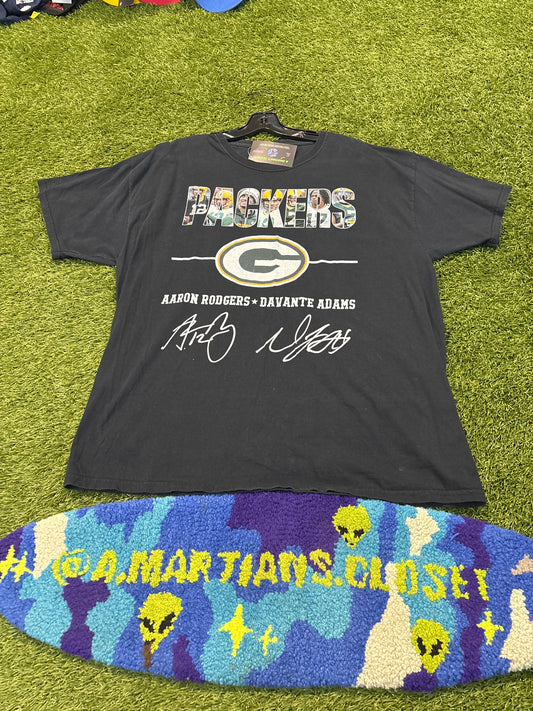 PACKERS
G
AARON RODGERS ★ DAVANTE ADAMS
@A.MARTIANS.CLOSET